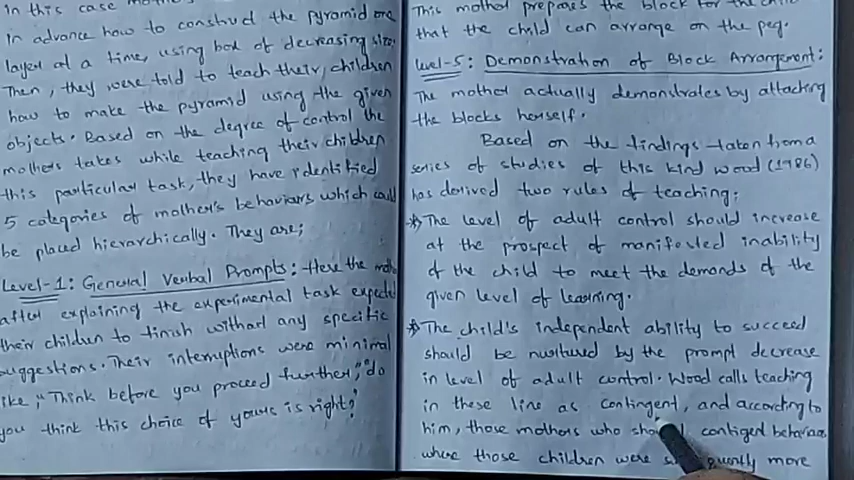 in this case
in advance how to construct the pyramid one
layer at a time, using box of decreasing size.
Then, they were told to teach their children
how to make the pyramid using the given
objects. Based on the degree of control the
mothers takes while teaching their children
this particular task, they have identified
5 categories of mother's behaviours which could
be placed hierarchically. They are;
Level-1: General Verbal Prompts: Here the
after explaining the experimental task expected
their children to finish without any specific
suggestions. Their interruptions were minimal
like, "Think before you proceed further," "do
you think this choice of yours is right?"
This mother prepares the block for the child
that the child can arrange on the peg.
Level-5: Demonstration of Block Arrangement:
The mother actually demonstrates by attacking
the blocks herself.
Based on the findings taken from a
series of studies of this kind Wood (1986)
has derived two rules of teaching:
* The level of adult control should increase
at the prospect of manifested inability
of the child to meet the demands of the
given level of learning.
* The child's independent ability to succeed
should be nurtured by the prompt decrease
in level of adult control. Wood calls teaching
in these line as contingent, and according to
him, those mothers who contiged
where those children were more